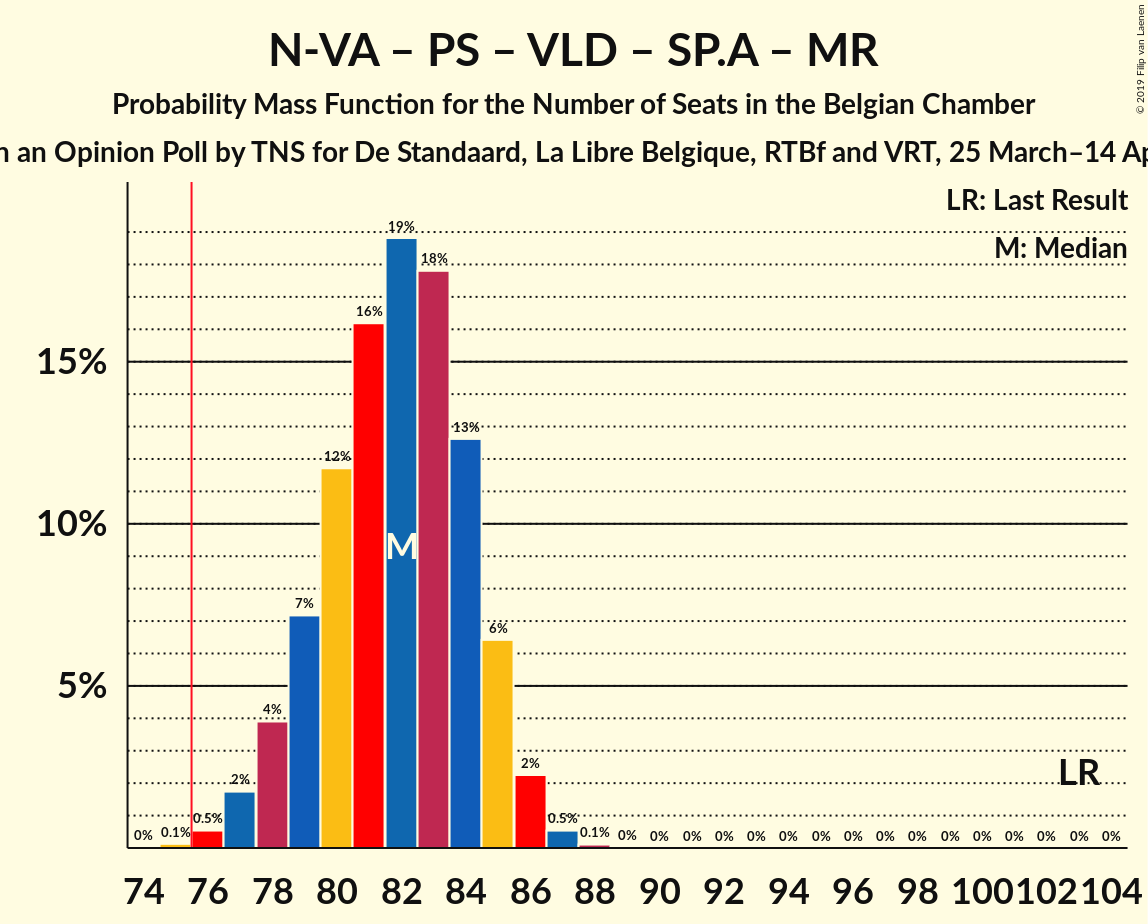 N-VA – PS – VLD – SP.A – MR
Probability Mass Function for the Number of Seats in the Belgian Chamber
an Opinion Poll by TNS for De Standaard, La Libre Belgique, RTBf and VRT, 25 March–14
© 2019 Filip van Laenen
LR: Last Result
M: Median
19%
18%
16%
15%
13%
12%
10%
M
7%
6%
5%
4%
2%
2%
LR
0% 0.1% 0.5% 0.5% 0.1% 0% 0% 0% 0% 0% 0% 0% 0% 0% 0% 0% 0% 0% 0% 0% 0%
74 76 78 80 82 84 86 88 90 92 94 96 98 100 102 104